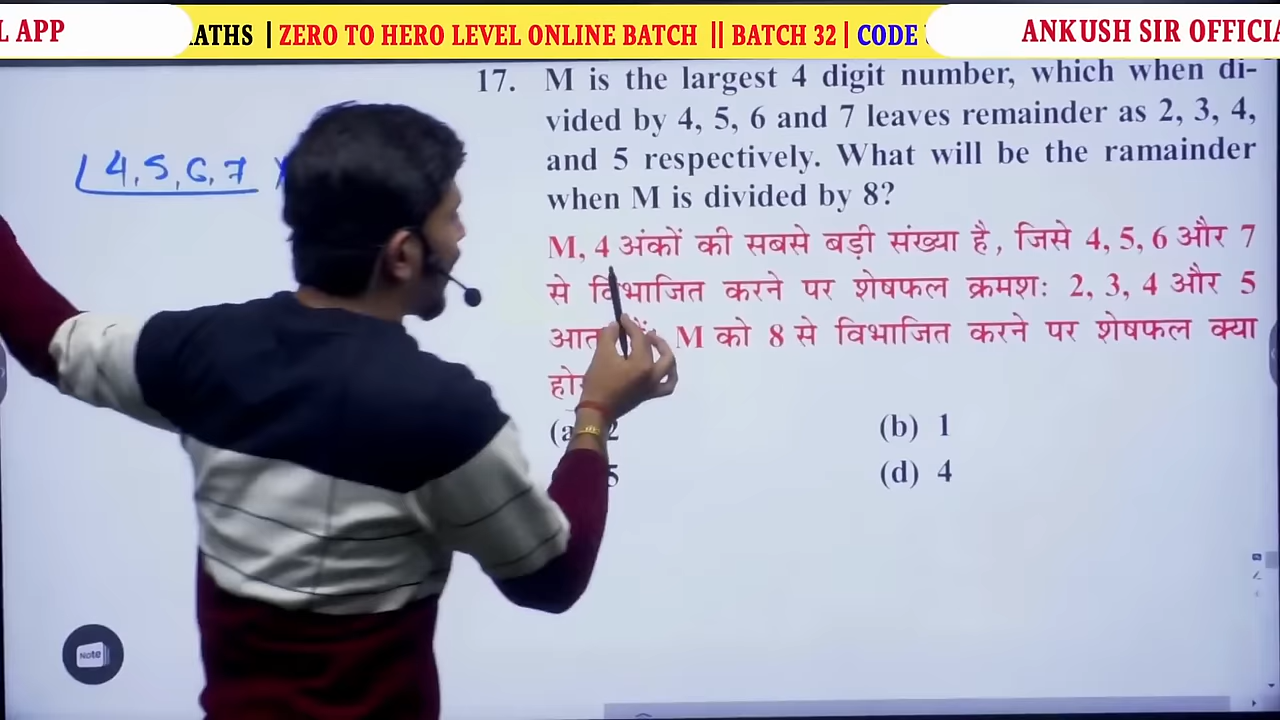 L APP
ATHS | ZERO TO HERO LEVEL ONLINE BATCH || BATCH 32 | CODE
ANKUSH SIR OFFICIA
4, 5, 6, 7
17. M is the largest 4 digit number, which when di-
vided by 4, 5, 6 and 7 leaves remainder as 2, 3, 4,
and 5 respectively. What will be the ramainder
when M is divided by 8?
M, 4 अंकों की सबसे बड़ी संख्या है, जिसे 4, 5, 6 और 7
से विभाजित करने पर शेषफल क्रमशः 2, 3, 4 और 5
आत M को 8 से विभाजित करने पर शेषफल क्या
हो
(a 2
(b) 1
5
(d) 4
Note